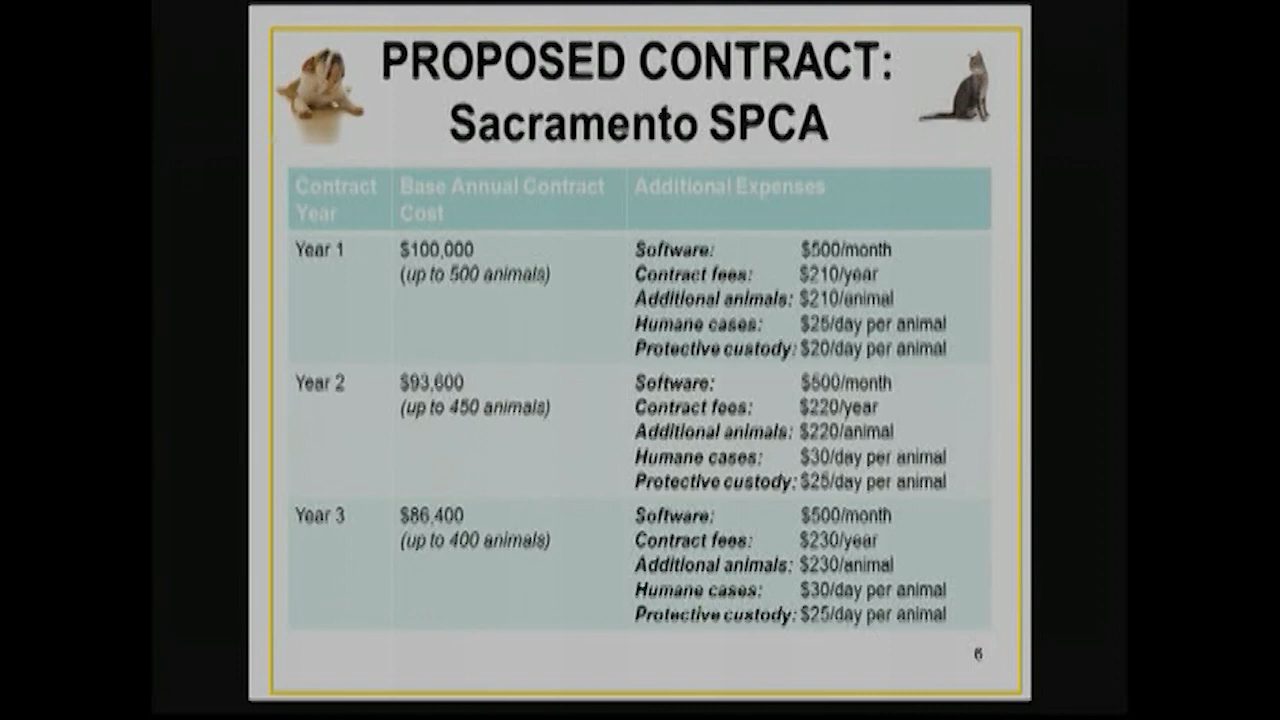 PROPOSED CONTRACT:
Sacramento SPCA
Contract Year
Base Annual Contract Cost
Additional Expenses
Year 1
$100,000
(up to 500 animals)
Software: $500/month
Contract fees: $210/year
Additional animals: $210/animal
Humane cases: $25/day per animal
Protective custody: $20/day per animal
Year 2
$93,600
(up to 450 animals)
Software: $500/month
Contract fees: $220/year
Additional animals: $220/animal
Humane cases: $30/day per animal
Protective custody: $25/day per animal
Year 3
$86,400
(up to 400 animals)
Software: $500/month
Contract fees: $230/year
Additional animals: $230/animal
Humane cases: $30/day per animal
Protective custody: $25/day per animal
6